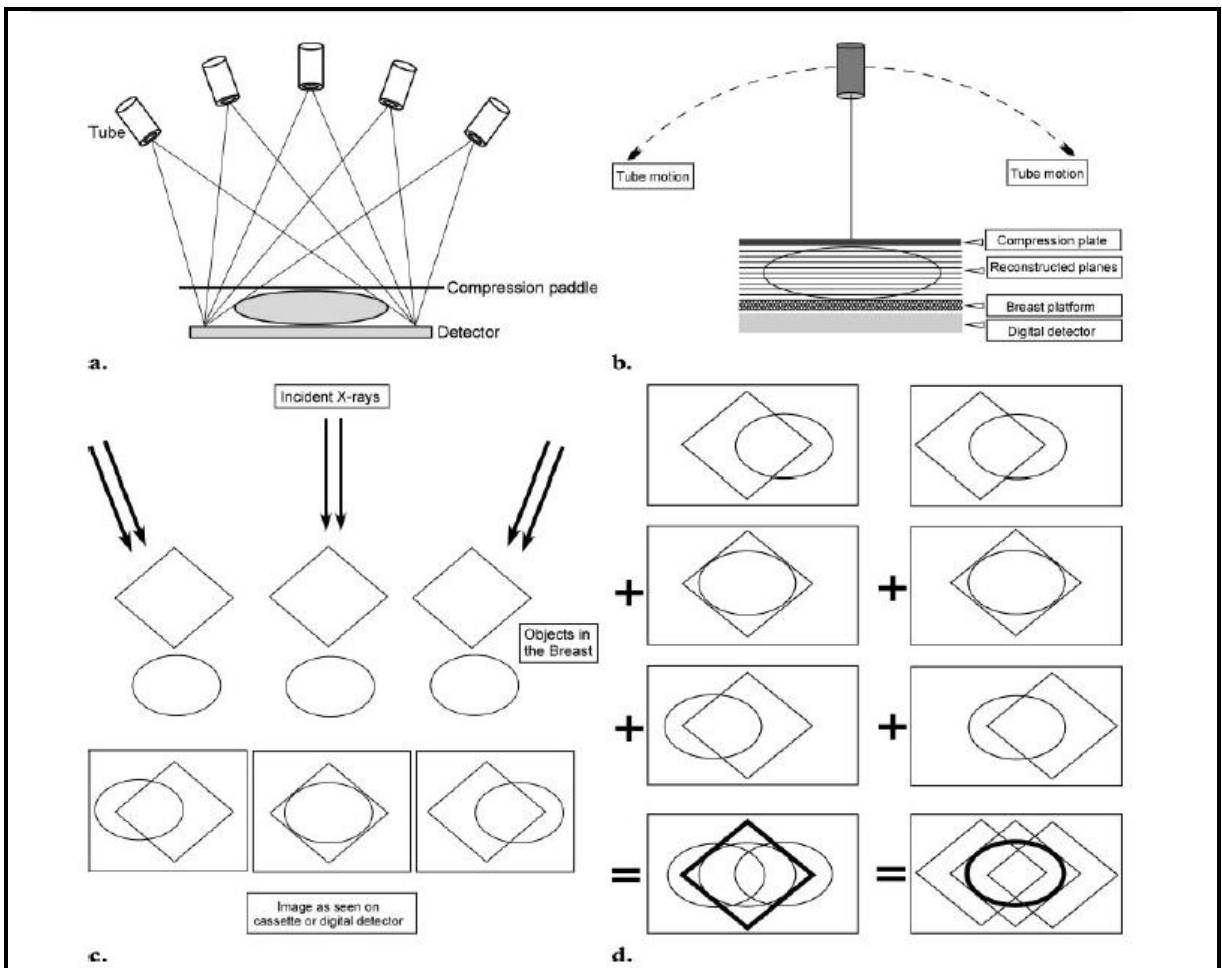 Tube
Compression paddle
Detector
a.
Tube motion
Tube motion
Compression plate
Reconstructed planes
Breast platform
Digital detector
b.
Incident X-rays
Objects in
the Breast
Image as seen on
cassette or digital detector
c.
+
+
+
+
=
=
d.